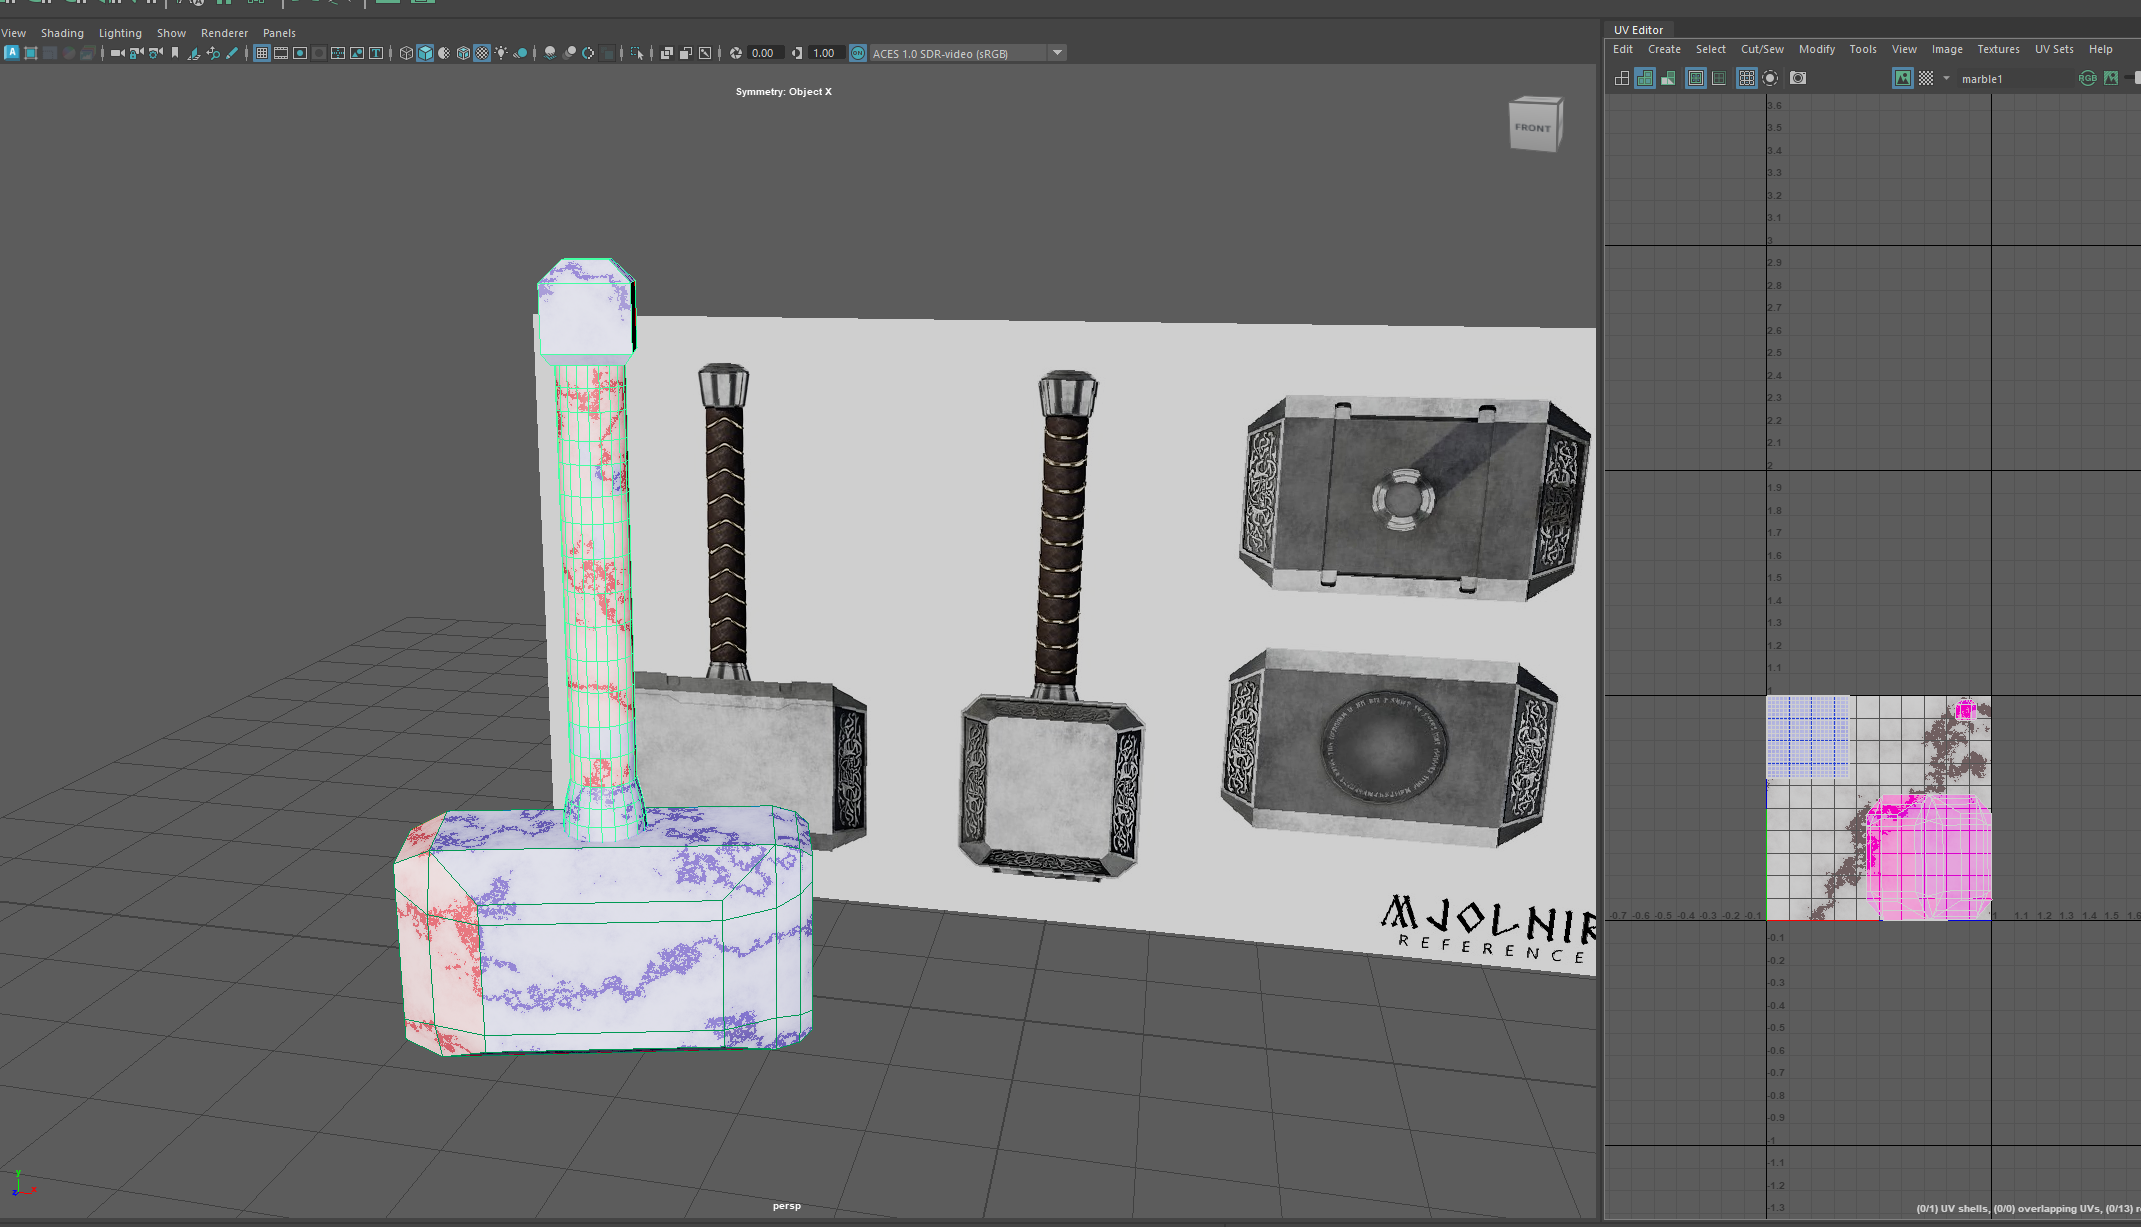 View Shading Lighting Show Renderer Panels
0.00 1.00 ACES 1.0 SDR-video (sRGB)
Symmetry: Object X
FRONT
MJOLNIR
REFERENCE
persp
y
z x
UV Editor
Edit Create Select Cut/Sew Modify Tools View Image Textures UV Sets Help
marble1 RGB
3.6
3.5
3.4
3.3
3.2
3.1
3
2.9
2.8
2.7
2.6
2.5
2.4
2.3
2.2
2.1
2
1.9
1.8
1.7
1.6
1.5
1.4
1.3
1.2
1.1
1
-0.7 -0.6 -0.5 -0.4 -0.3 -0.2 -0.1 1 1.1 1.2 1.3 1.4 1.5 1.6
-0.1
-0.2
-0.3
-0.4
-0.5
-0.6
-0.7
-0.8
-0.9
-1
-1.1
-1.2
-1.3
(0/1) UV shells, (0/0) overlapping UVs, (0/13) r